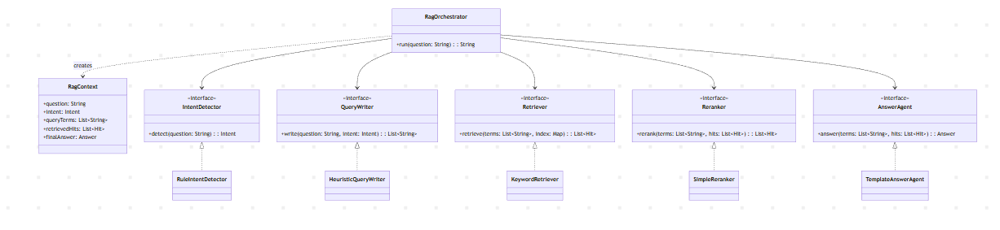 RagOrchestrator
+run(question: String) : : String
creates
RagContext
+question: String
+intent: Intent
+queryTerms: List<String>
+retrievedHits: List<Hit>
+finalAnswer: Answer
«interface»
IntentDetector
+detect(question: String) : : Intent
«interface»
QueryWriter
+write(question: String, intent: Intent) : : List<String>
«interface»
Retriever
+retrieve(terms: List<String>, index: Map) : : List<Hit>
«interface»
Reranker
+rerank(terms: List<String>, hits: List<Hit>) : : List<Hit>
«interface»
AnswerAgent
+answer(terms: List<String>, hits: List<Hit>) : : Answer
RuleIntentDetector
HeuristicQueryWriter
KeywordRetriever
SimpleReranker
TemplateAnswerAgent